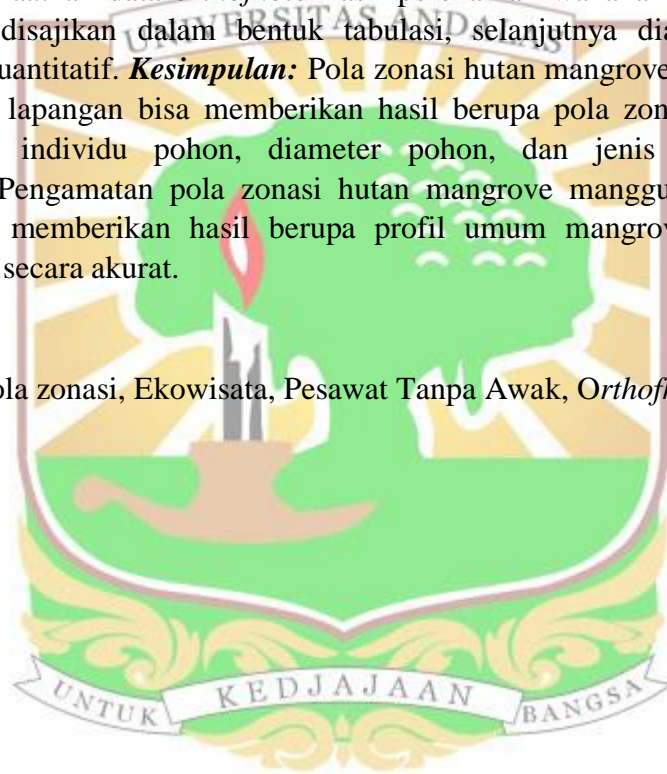 UNIVERSITAS ANDALAS
disajikan dalam bentuk tabulasi, selanjutnya dia
uantitatif. Kesimpulan: Pola zonasi hutan mangrove
lapangan bisa memberikan hasil berupa pola zon
individu pohon, diameter pohon, dan jenis
Pengamatan pola zonasi hutan mangrove manggu
memberikan hasil berupa profil umum mangrov
secara akurat.
ola zonasi, Ekowisata, Pesawat Tanpa Awak, Orthof
UNTUK KEDJAJAAN BANGSA